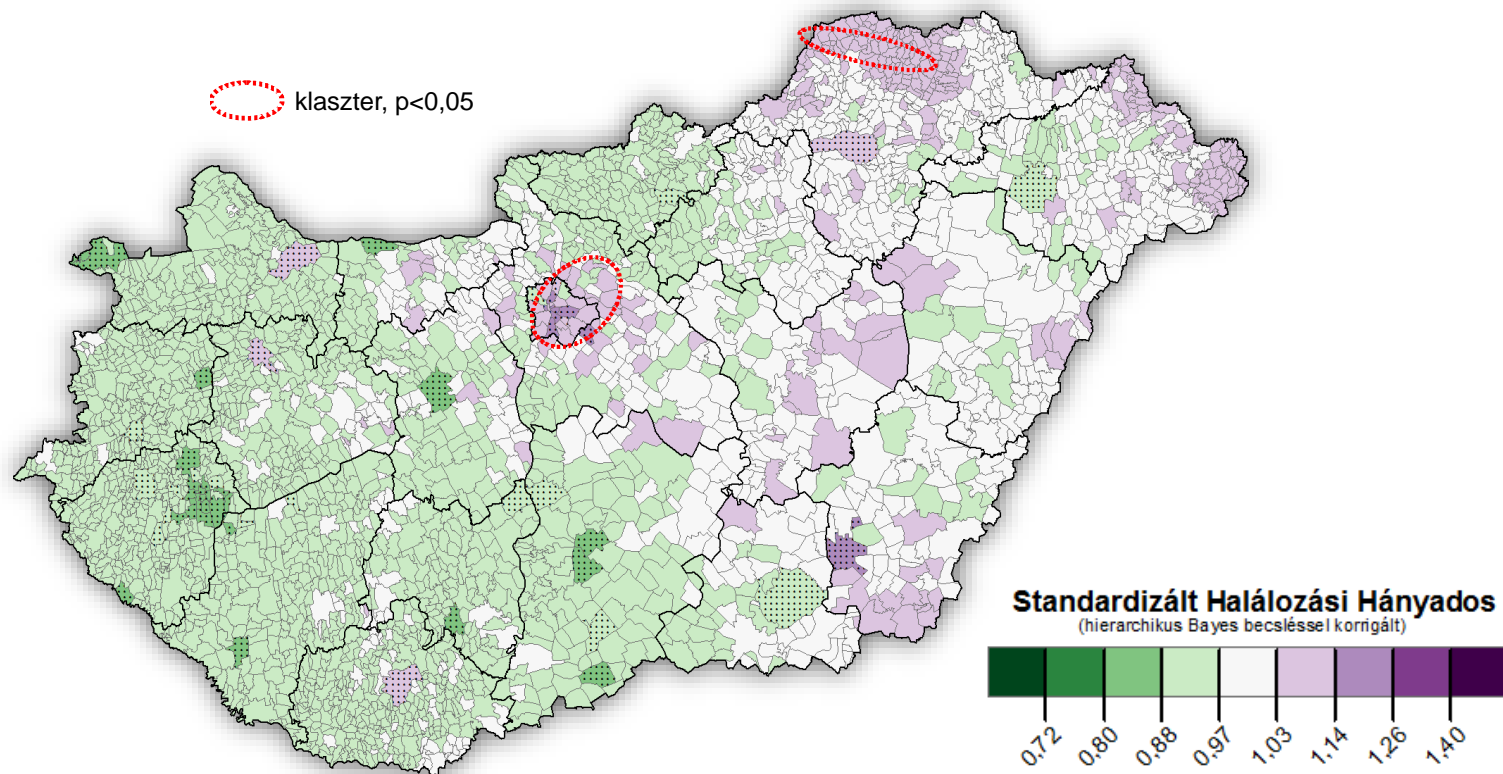 klaszter, p<0,05
Standardizált Halálozási Hányados
(hierarchikus Bayes becsléssel korrigált)
0,72 0,80 0,88 0,97 1,03 1,14 1,26 1,40